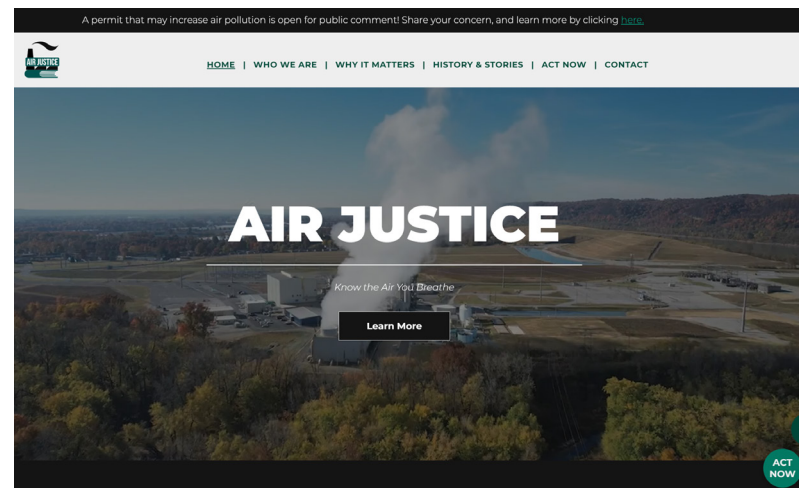 A permit that may increase air pollution is open for public comment! Share your concern, and learn more by clicking here.
AIR JUSTICE
HOME | WHO WE ARE | WHY IT MATTERS | HISTORY & STORIES | ACT NOW | CONTACT
AIR JUSTICE
Know the Air You Breathe
Learn More
ACT
NOW